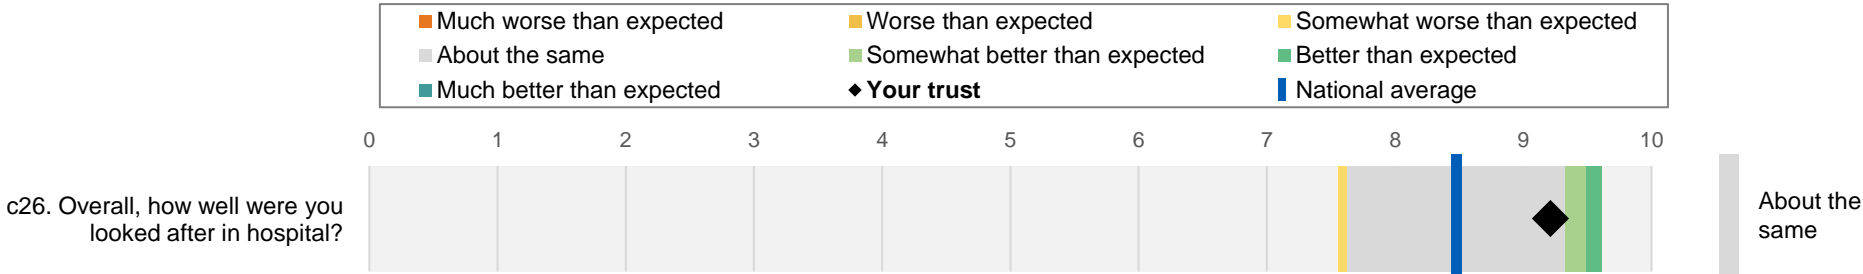 Much worse than expected
Worse than expected
Somewhat worse than expected
About the same
Somewhat better than expected
Better than expected
Much better than expected
Your trust
National average
0 1 2 3 4 5 6 7 8 9 10
c26. Overall, how well were you
looked after in hospital?
About the
same